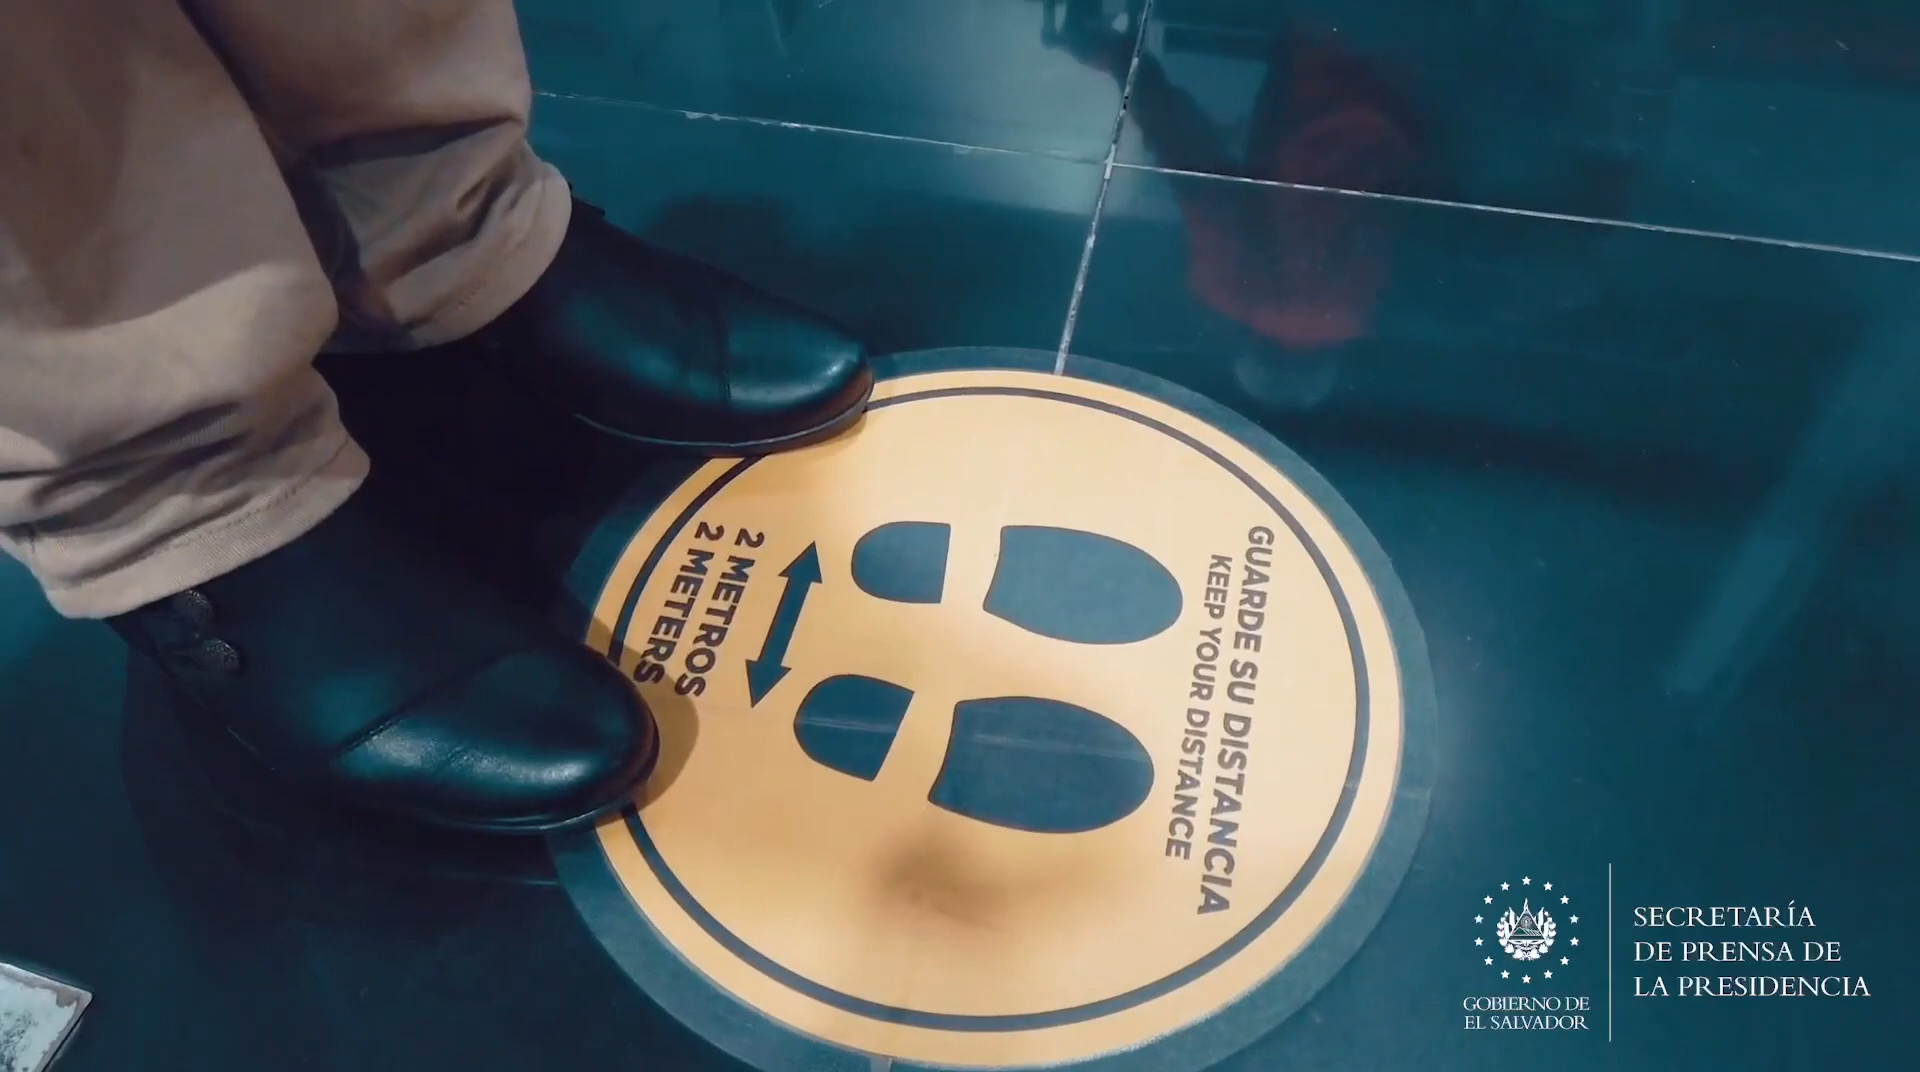 GUARDE SU DISTANCIA
KEEP YOUR DISTANCE
2 METROS
2 METERS
GOBIERNO DE
EL SALVADOR
SECRETARÍA
DE PRENSA DE
LA PRESIDENCIA